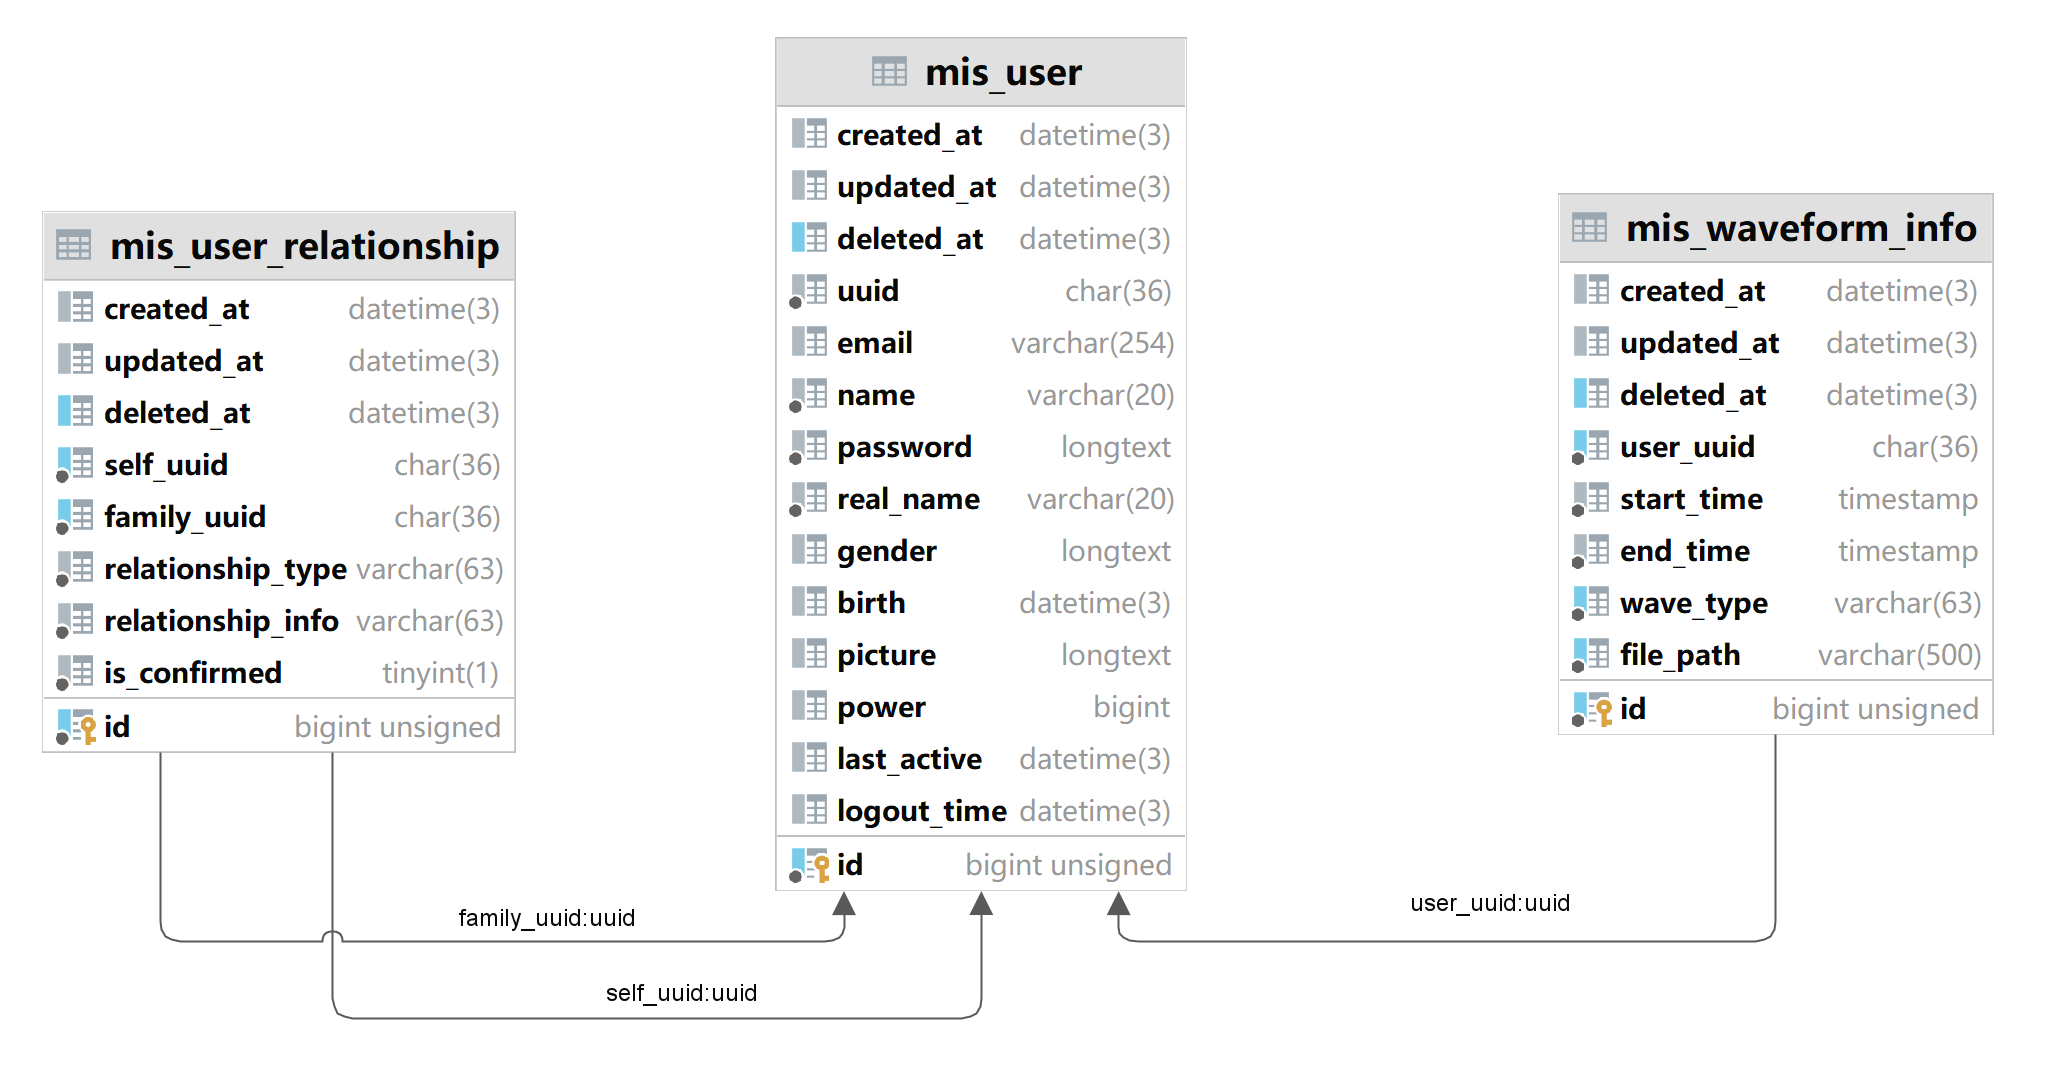 mis_user_relationship
created_at datetime(3)
updated_at datetime(3)
deleted_at datetime(3)
self_uuid char(36)
family_uuid char(36)
relationship_type varchar(63)
relationship_info varchar(63)
is_confirmed tinyint(1)
id bigint unsigned
mis_user
created_at datetime(3)
updated_at datetime(3)
deleted_at datetime(3)
uuid char(36)
email varchar(254)
name varchar(20)
password longtext
real_name varchar(20)
gender longtext
birth datetime(3)
picture longtext
power bigint
last_active datetime(3)
logout_time datetime(3)
id bigint unsigned
mis_waveform_info
created_at datetime(3)
updated_at datetime(3)
deleted_at datetime(3)
user_uuid char(36)
start_time timestamp
end_time timestamp
wave_type varchar(63)
file_path varchar(500)
id bigint unsigned
family_uuid:uuid
user_uuid:uuid
self_uuid:uuid